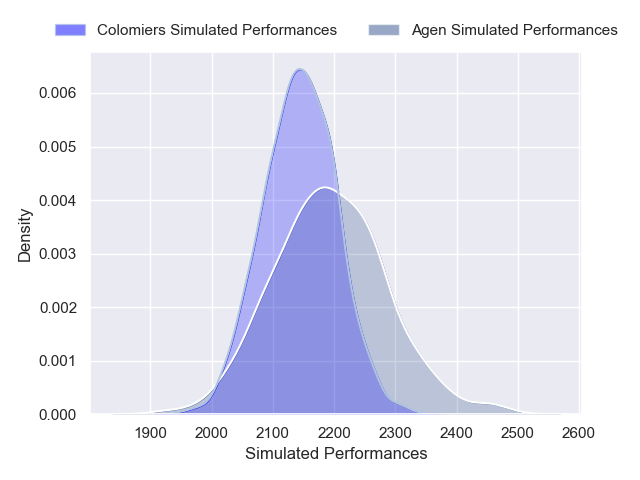 Colomiers Simulated Performances
Agen Simulated Performances
0.006
0.005
0.004
0.003
0.002
0.001
0.000
Density
1900 2000 2100 2200 2300 2400 2500 2600
Simulated Performances